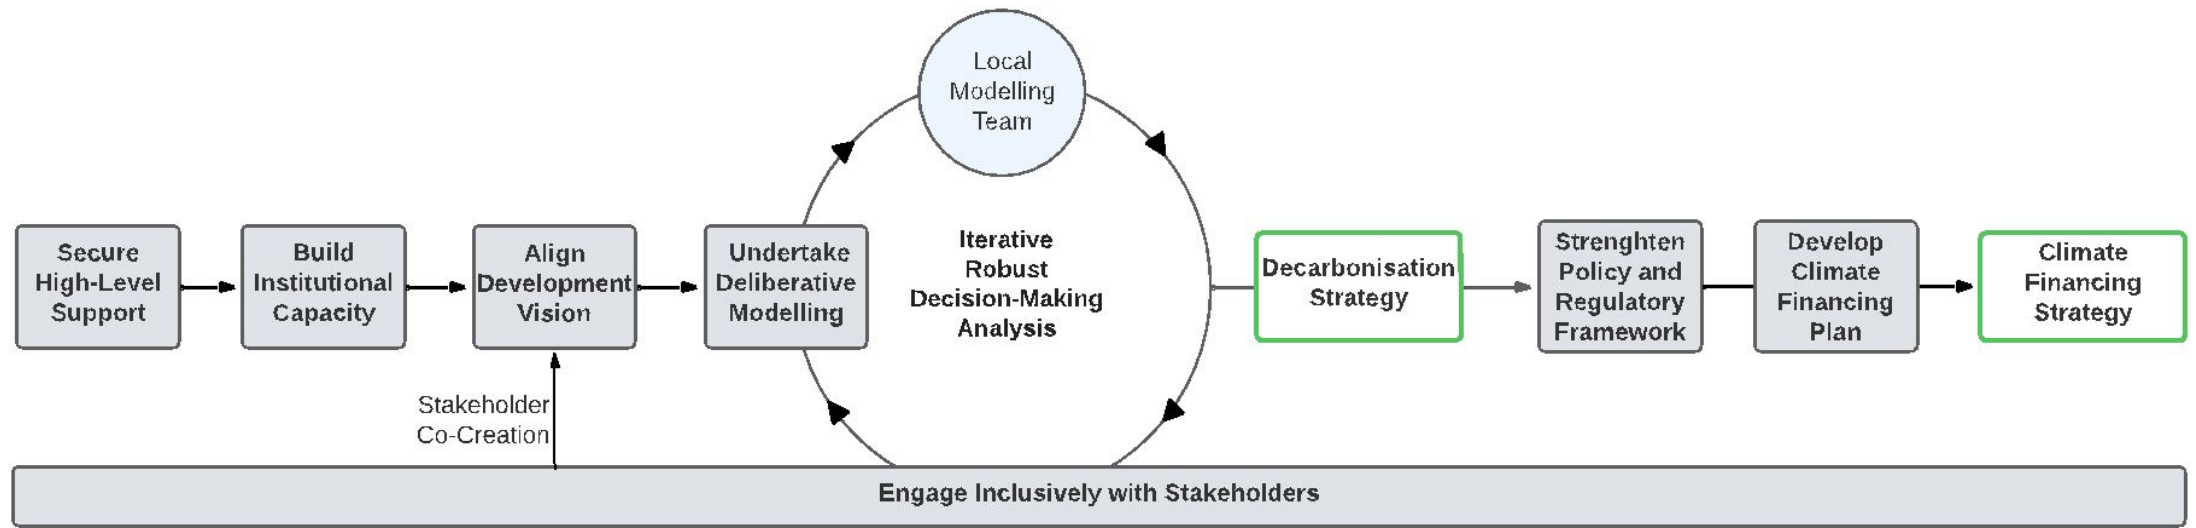 Local
Modelling
Team
Secure
High-Level
Support
Build
Institutional
Capacity
Align
Development
Vision
Undertake
Deliberative
Modelling
Iterative
Robust
Decision-Making
Analysis
Decarbonisation
Strategy
Strenghten
Policy and
Regulatory
Framework
Develop
Climate
Financing
Plan
Climate
Financing
Strategy
Stakeholder
Co-Creation
Engage Inclusively with Stakeholders